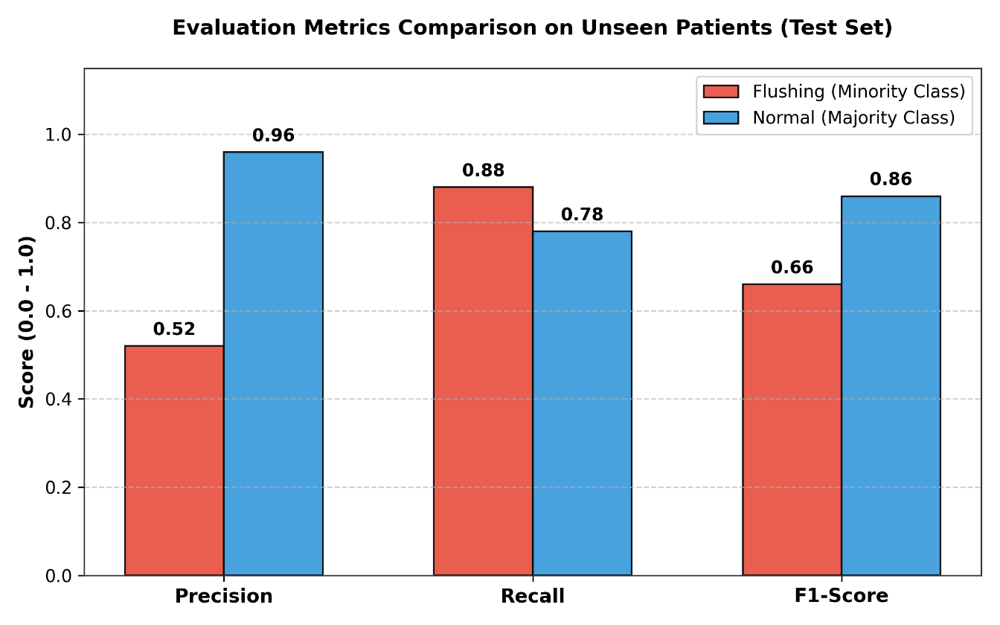 Evaluation Metrics Comparison on Unseen Patients (Test Set)
Flushing (Minority Class)
Normal (Majority Class)
Score (0.0 - 1.0)
1.0
0.8
0.6
0.4
0.2
0.0
0.52
0.96
0.88
0.78
0.66
0.86
Precision
Recall
F1-Score